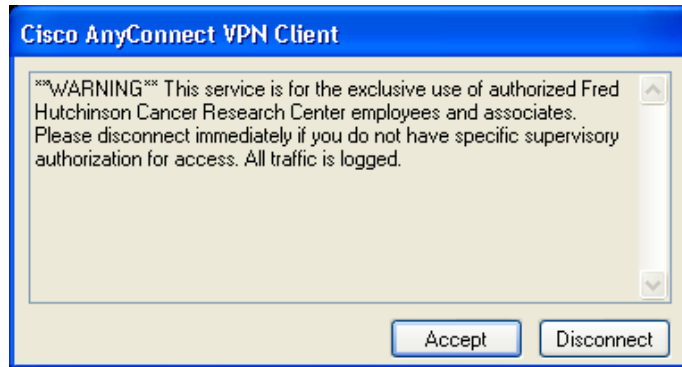 Cisco AnyConnect VPN Client
**WARNING** This service is for the exclusive use of authorized Fred
Hutchinson Cancer Research Center employees and associates.
Please disconnect immediately if you do not have specific supervisory
authorization for access. All traffic is logged.
Accept Disconnect